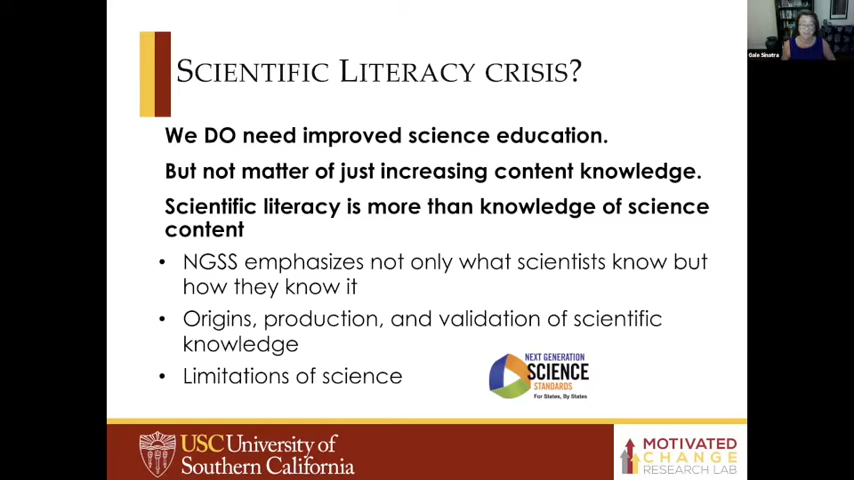 SCIENTIFIC LITERACY CRISIS?
We DO need improved science education.
But not matter of just increasing content knowledge.
Scientific literacy is more than knowledge of science
content
• NGSS emphasizes not only what scientists know but
how they know it
• Origins, production, and validation of scientific
knowledge
• Limitations of science
NEXT GENERATION
SCIENCE
STANDARDS
For States, By States
USC University of
Southern California
MOTIVATED
CHANGE
RESEARCH LAB
Gale Sinatra